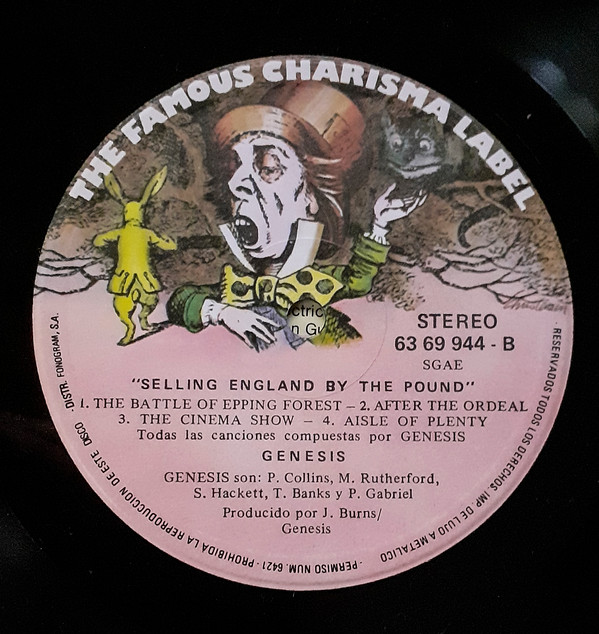 THE FAMOUS CHARISMA LABEL
ctric
n Gu
STEREO
63 69 944 - B
SGAE
"SELLING ENGLAND BY THE POUND"
1. THE BATTLE OF EPPING FOREST – 2. AFTER THE ORDEAL
3. THE CINEMA SHOW – 4. AISLE OF PLENTY
Todas las canciones compuestas por GENESIS
GENESIS
GENESIS son: P. Collins, M. Rutherford,
S. Hackett, T. Banks y P. Gabriel
Producido por J. Burns/
Genesis
RESERVADOS TODOS LOS DERECHOS. IMP. DE LUJO A METALICO -PERMISO NUM. 6421 - PROHIBIDA LA REPRODUCCION DE ESTE DISCO - DISTR. FONOGRAM, S.A.